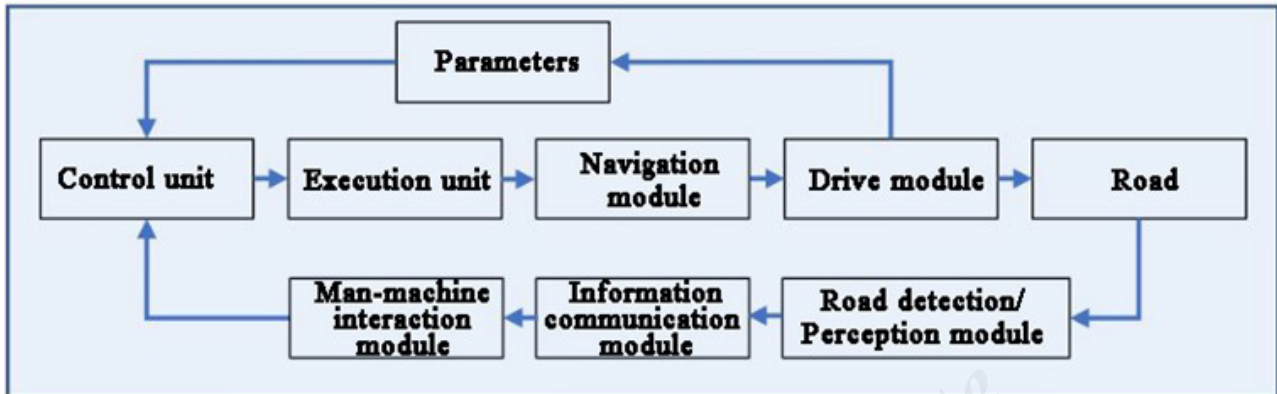 Parameters
Control unit
Execution unit
Navigation
module
Drive module
Road
Man-machine
interaction
module
Information
communication
module
Road detection/
Perception module